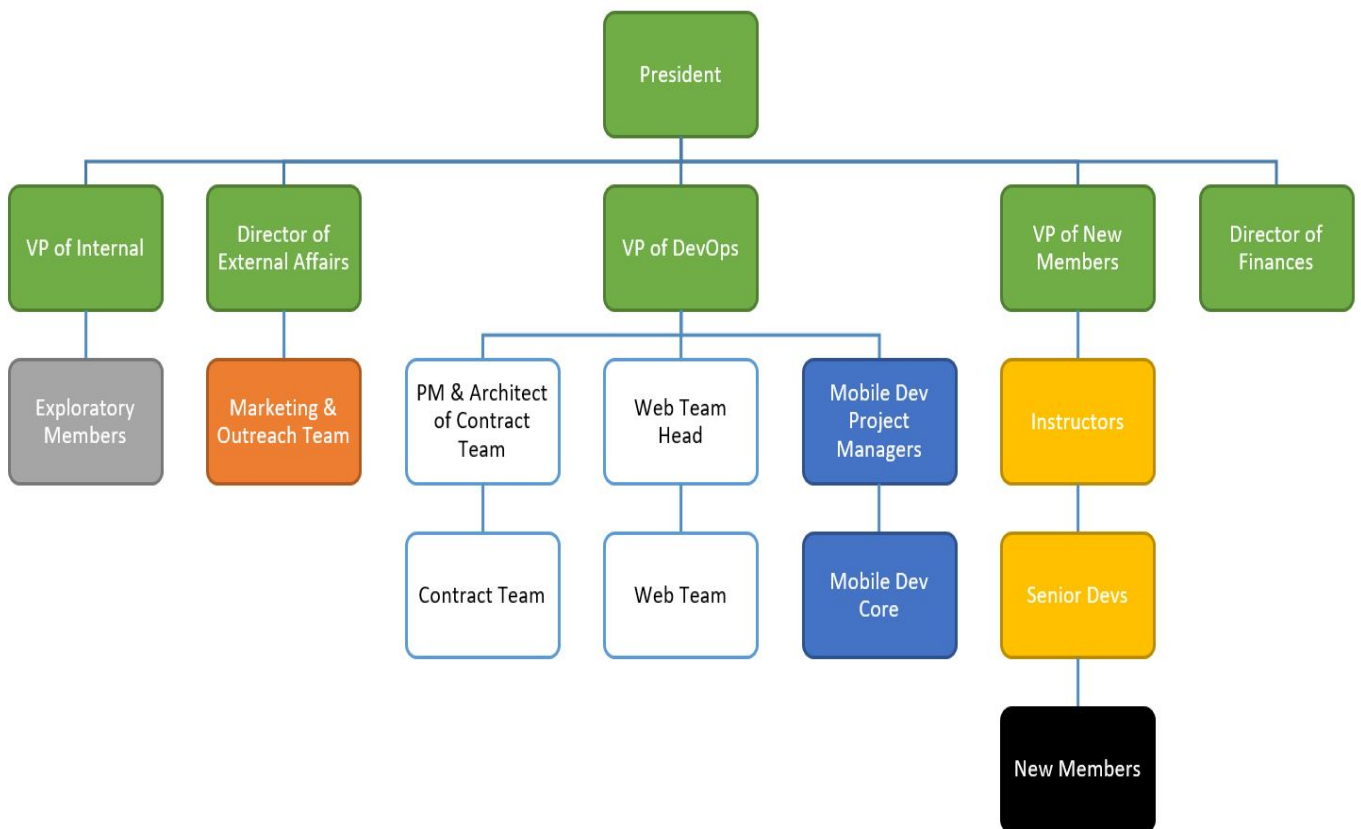 President
VP of Internal
Director of
External Affairs
VP of DevOps
VP of New
Members
Director of
Finances
Exploratory
Members
Marketing &
Outreach Team
PM & Architect
of Contract
Team
Web Team
Head
Mobile Dev
Project
Managers
Instructors
Contract Team
Web Team
Mobile Dev
Core
Senior Devs
New Members